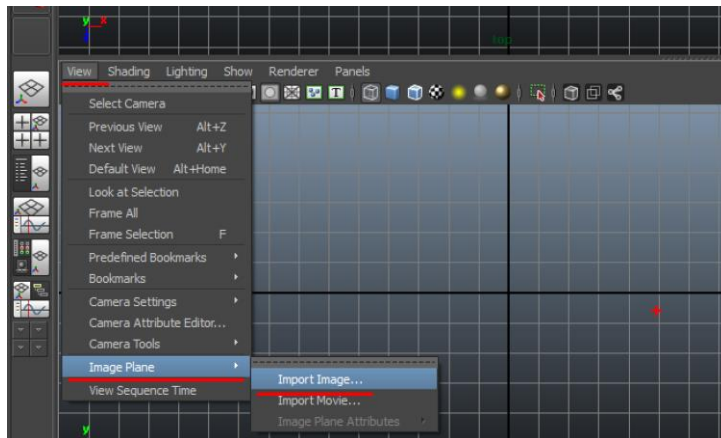 y x
top
View Shading Lighting Show Renderer Panels
T
Select Camera
Previous View Alt+Z
Next View Alt+Y
Default View Alt+Home
Look at Selection
Frame All
Frame Selection F
Predefined Bookmarks
Bookmarks
Camera Settings
Camera Attribute Editor...
Camera Tools
Image Plane
View Sequence Time
Import Image...
Import Movie...
Image Plane Attributes
y